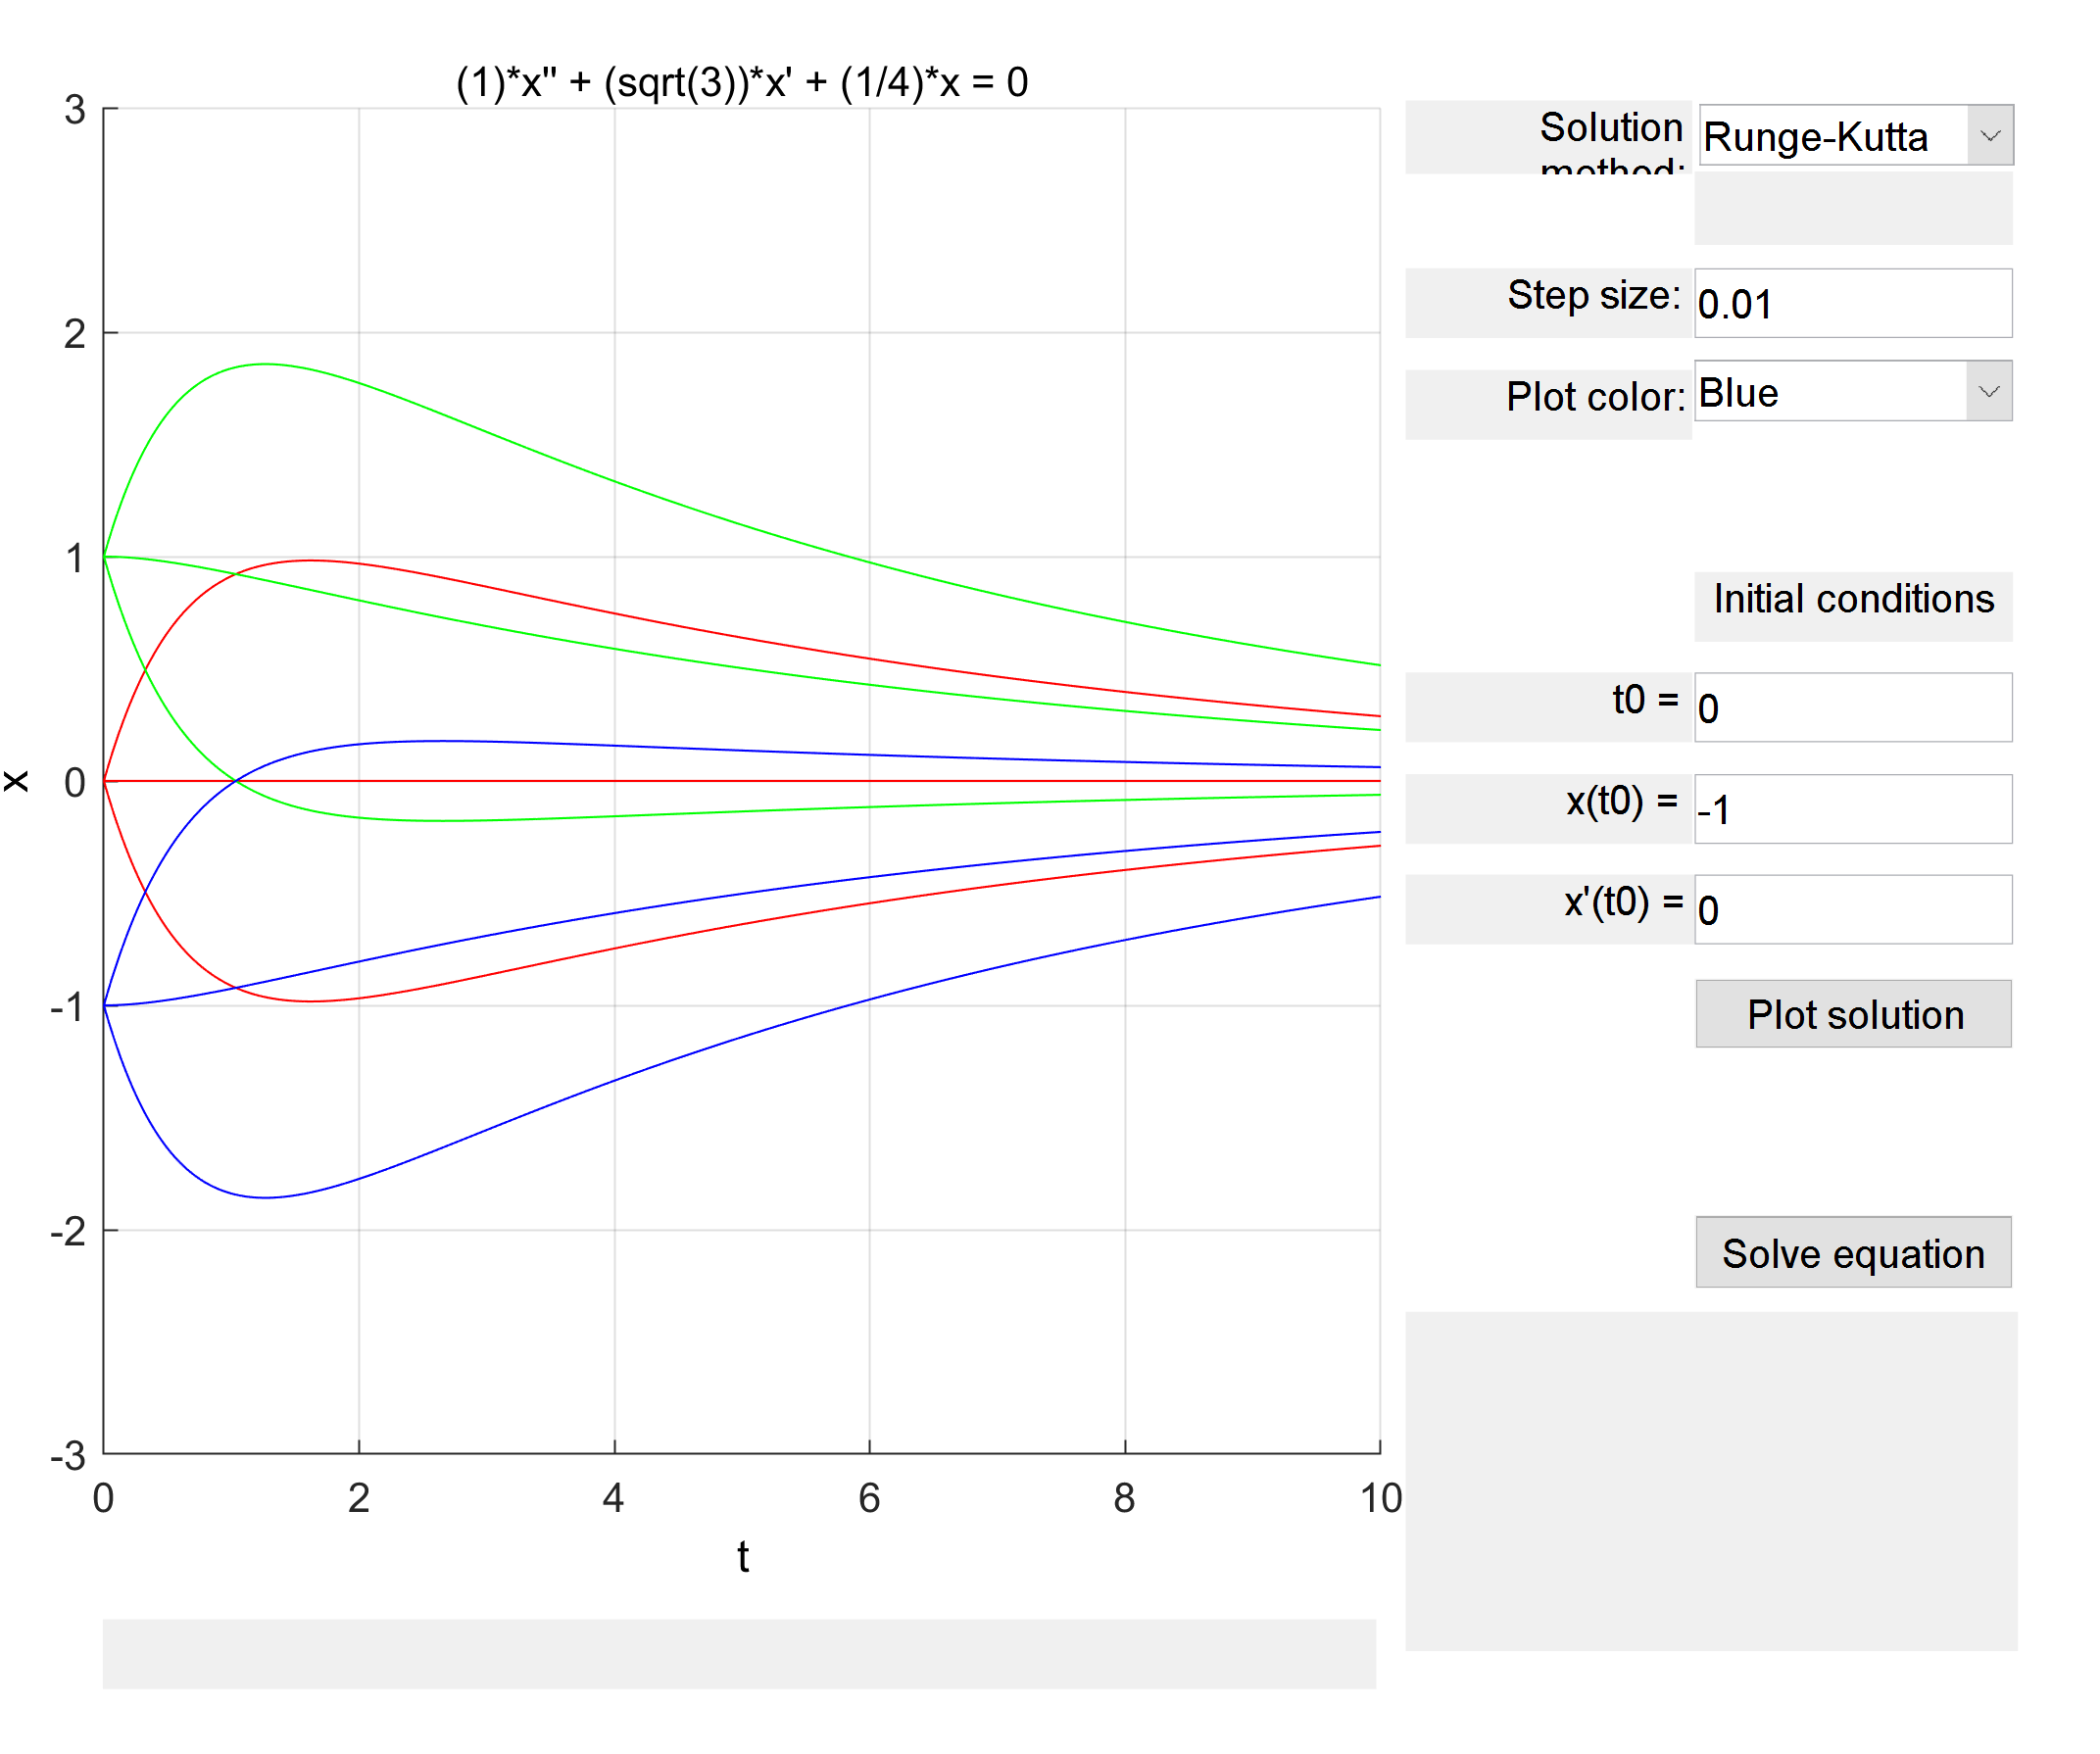 (1)*x'' + (sqrt(3))*x' + (1/4)*x = 0
3
2
1
0
-1
-2
-3
x
0 2 4 6 8 10
t
Solution method:
Runge-Kutta
Step size:
0.01
Plot color:
Blue
Initial conditions
t0 =
0
x(t0) =
-1
x'(t0) =
0
Plot solution
Solve equation